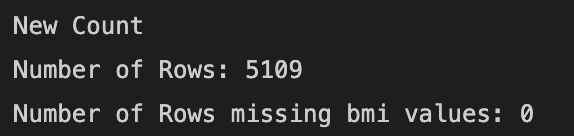 New Count
Number of Rows: 5109
Number of Rows missing bmi values: 0